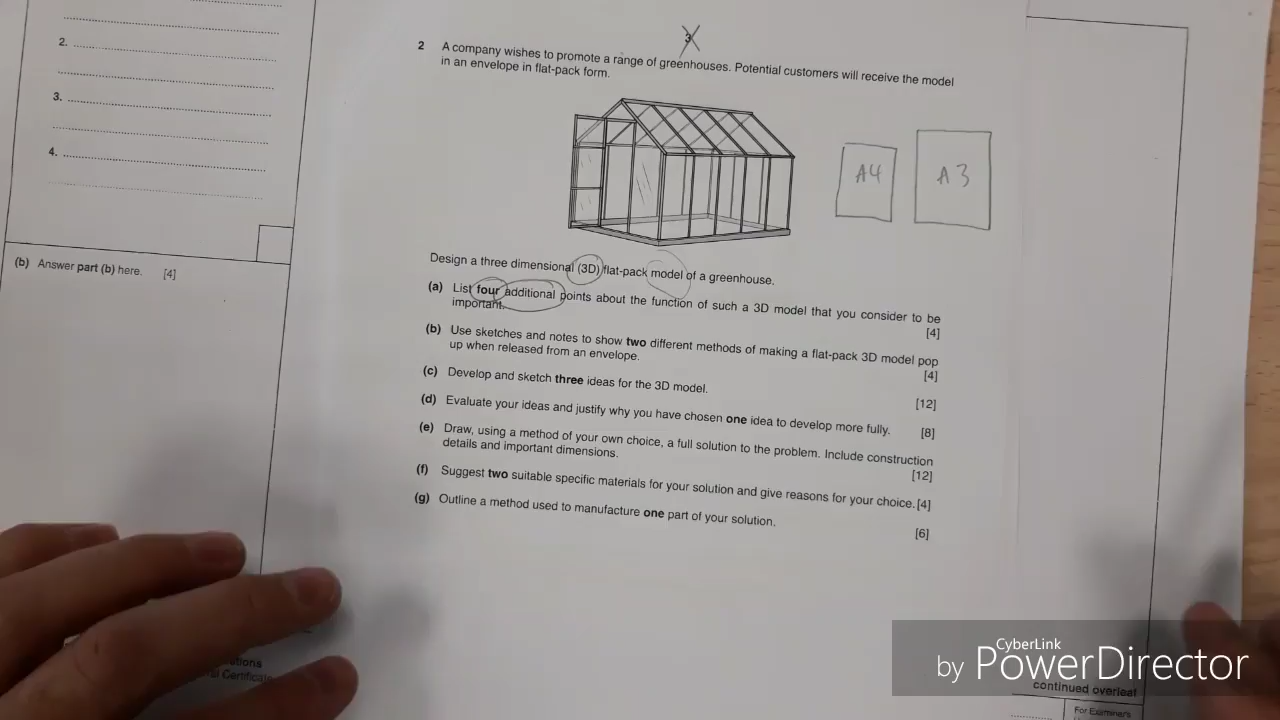 2.
3.
4.
(b) Answer part (b) here. [4]
3
2 A company wishes to promote a range of greenhouses. Potential customers will receive the model
in an envelope in flat-pack form.
A4
A3
Design a three dimensional (3D) flat-pack model of a greenhouse.
(a) List four additional points about the function of such a 3D model that you consider to be
important.
[4]
(b) Use sketches and notes to show two different methods of making a flat-pack 3D model pop
up when released from an envelope.
[4]
(c) Develop and sketch three ideas for the 3D model.
[12]
(d) Evaluate your ideas and justify why you have chosen one idea to develop more fully. [8]
(e) Draw, using a method of your own choice, a full solution to the problem. Include construction
details and important dimensions.
[12]
(f) Suggest two suitable specific materials for your solution and give reasons for your choice. [4]
(g) Outline a method used to manufacture one part of your solution.
[6]
CyberLink
by PowerDirector
continued overleaf
For Examiner's